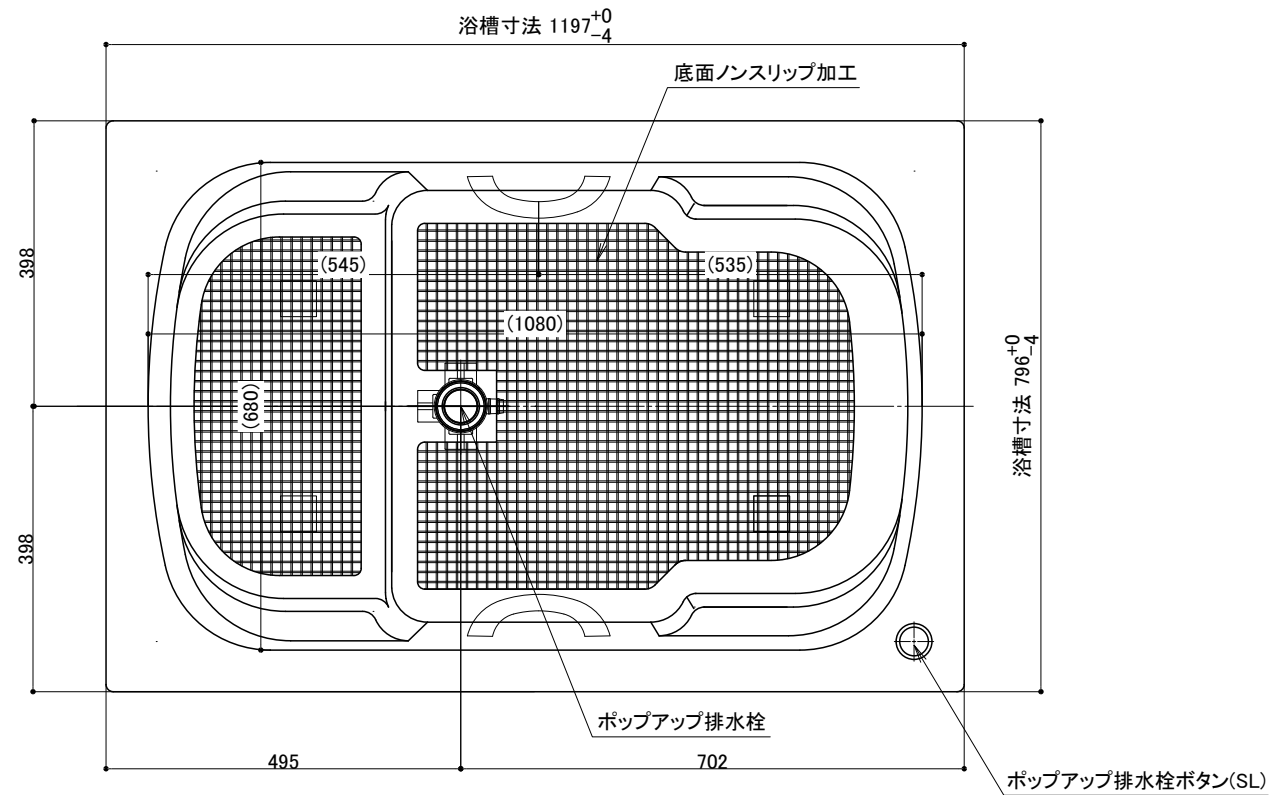 浴槽寸法 1197+0-4
底面ノンスリップ加工
398
(545)
(535)
(1080)
(680)
浴槽寸法 796+0-4
398
ポップアップ排水栓
495
702
ポップアップ排水栓ボタン(SL)